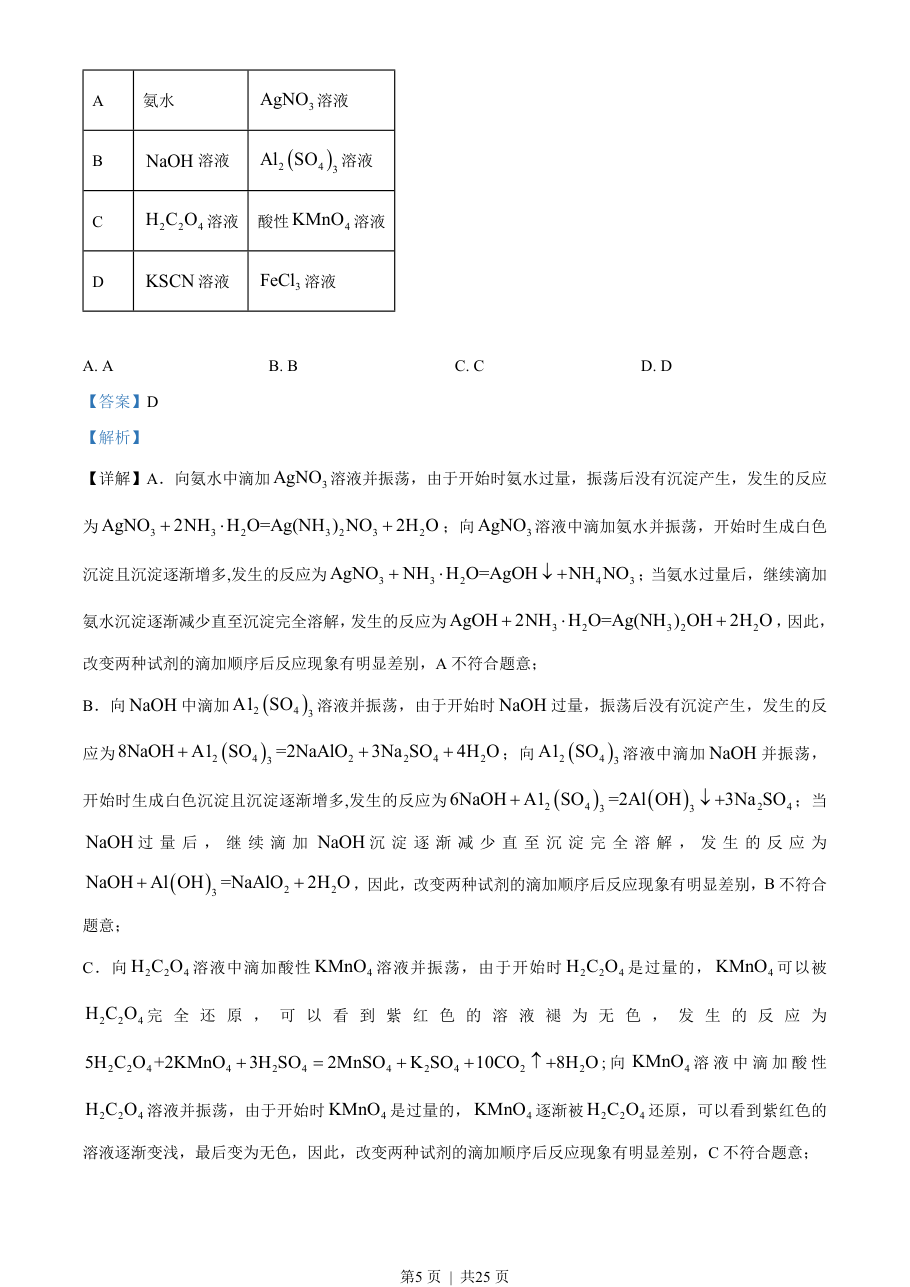 A 氨水 AgNO₃溶液
B NaOH溶液 Al₂(SO₄)₃溶液
C H₂C₂O₄溶液 酸性KMnO₄溶液
D KSCN溶液 FeCl₃溶液
A. A B. B C. C D. D
【答案】D
【解析】
【详解】A．向氨水中滴加AgNO₃溶液并振荡，由于开始时氨水过量，振荡后没有沉淀产生，发生的反应
为AgNO₃+2NH₃·H₂O=Ag(NH₃)₂NO₃+2H₂O；向AgNO₃溶液中滴加氨水并振荡，开始时生成白色
沉淀且沉淀逐渐增多,发生的反应为AgNO₃+NH₃·H₂O=AgOH↓+NH₄NO₃；当氨水过量后，继续滴加
氨水沉淀逐渐减少直至沉淀完全溶解，发生的反应为AgOH+2NH₃·H₂O=Ag(NH₃)₂OH+2H₂O，因此，
改变两种试剂的滴加顺序后反应现象有明显差别，A不符合题意；
B．向NaOH中滴加A1₂(SO₄)₃溶液并振荡，由于开始时NaOH过量，振荡后没有沉淀产生，发生的反
应为8NaOH+A1₂(SO₄)₃=2NaAlO₂+3Na₂SO₄+4H₂O；向A1₂(SO₄)₃溶液中滴加NaOH并振荡，
开始时生成白色沉淀且沉淀逐渐增多,发生的反应为6NaOH+A1₂(SO₄)₃=2Al(OH)₃↓+3Na₂SO₄；当
NaOH过量后，继续滴加NaOH沉淀逐渐减少直至沉淀完全溶解，发生的反应为
NaOH+Al(OH)₃=NaAlO₂+2H₂O，因此，改变两种试剂的滴加顺序后反应现象有明显差别，B不符合
题意；
C．向H₂C₂O₄溶液中滴加酸性KMnO₄溶液并振荡，由于开始时H₂C₂O₄是过量的，KMnO₄可以被
H₂C₂O₄完全还原，可以看到紫红色的溶液褪为无色，发生的反应为
5H₂C₂O₄+2KMnO₄+3H₂SO₄=2MnSO₄+K₂SO₄+10CO₂↑+8H₂O;向KMnO₄溶液中滴加酸性
H₂C₂O₄溶液并振荡，由于开始时KMnO₄是过量的，KMnO₄逐渐被H₂C₂O₄还原，可以看到紫红色的
溶液逐渐变浅，最后变为无色，因此，改变两种试剂的滴加顺序后反应现象有明显差别，C不符合题意；
第5页 | 共25页